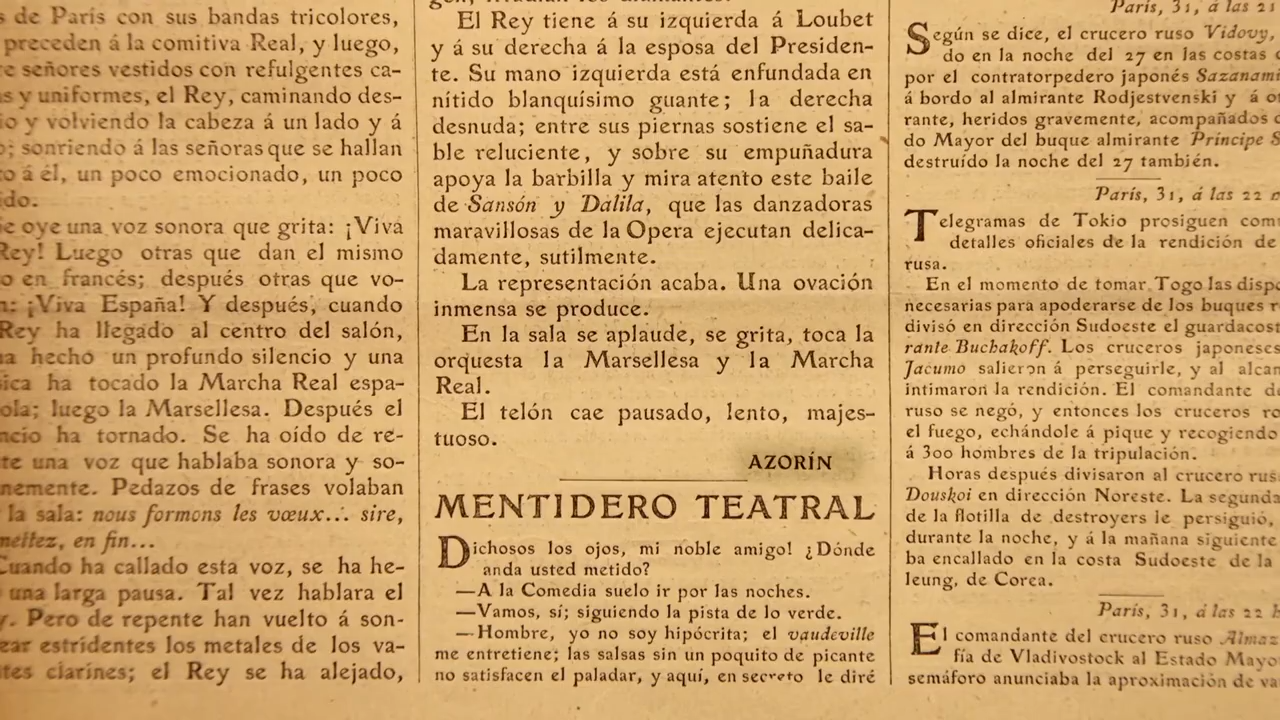 de París con sus bandas tricolores,
preceden á la comitiva Real, y luego,
señores vestidos con refulgentes ca-
y uniformes, el Rey, caminando des-
y volviendo la cabeza á un lado y á
sonriendo á las señoras que se hallan
á él, un poco emocionado, un poco
oye una voz sonora que grita: ¡Viva
Rey! Luego otras que dan el mismo
en francés; después otras que vo-
¡Viva España! Y después, cuando
Rey ha llegado al centro del salón,
ha hecho un profundo silencio y una
ha tocado la Marcha Real espa-
luego la Marsellesa. Después el
ha tornado. Se ha oído de re-
una voz que hablaba sonora y so-
nemente. Pedazos de frases volaban
la sala: nous formons les vœux... sire,
en fin...
Cuando ha callado esta voz, se ha he-
una larga pausa. Tal vez hablara el
Pero de repente han vuelto á son-
estridentes los metales de los va-
clarines; el Rey se ha alejado,
El Rey tiene á su izquierda á Loubet
y á su derecha á la esposa del Presiden-
te. Su mano izquierda está enfundada en
nítido blanquísimo guante; la derecha
desnuda; entre sus piernas sostiene el sa-
ble reluciente, y sobre su empuñadura
apoya la barbilla y mira atento este baile
de Sansón y Dalila, que las danzadoras
maravillosas de la Opera ejecutan delica-
damente, sutilmente.
La representación acaba. Una ovación
inmensa se produce.
En la sala se aplaude, se grita, toca la
orquesta la Marsellesa y la Marcha
Real.
El telón cae pausado, lento, majes-
tuoso.
AZORÍN
MENTIDERO TEATRAL
Dichosos los ojos, mi noble amigo! ¿Dónde
anda usted metido?
—A la Comedia suelo ir por las noches.
—Vamos, sí; siguiendo la pista de lo verde.
—Hombre, yo no soy hipócrita; el vaudeville
me entretiene; las salsas sin un poquito de picante
no satisfacen el paladar, y aquí, en secreto le diré
París, 31, á las 21
Según se dice, el crucero ruso Vidovy,
do en la noche del 27 en las costas
por el contratorpedero japonés Sazanami
á bordo al almirante Rodjestvenski y á
rante, heridos gravemente, acompañados
do Mayor del buque almirante Príncipe
destruído la noche del 27 también.
París, 31, á las 22
Telegramas de Tokio prosiguen
detalles oficiales de la rendición de
rusa.
En el momento de tomar Togo las
necesarias para apoderarse de los buques
divisó en dirección Sudoeste el
rante Buchakoff. Los cruceros japoneses
Jacumo salieron á perseguirle, y al
intimaron la rendición. El comandante
ruso se negó, y entonces los cruceros
el fuego, echándole á pique y recogiendo
á 300 hombres de la tripulación.
Horas después divisaron al crucero
Douskoi en dirección Noreste. La segunda
de la flotilla de destroyers le persiguió,
durante la noche, y á la mañana siguiente
ba encallado en la costa Sudoeste de la
leung, de Corea.
París, 31, á las 22
El comandante del crucero ruso
fía de Vladivostock al Estado Mayo
semáforo anunciaba la aproximación de